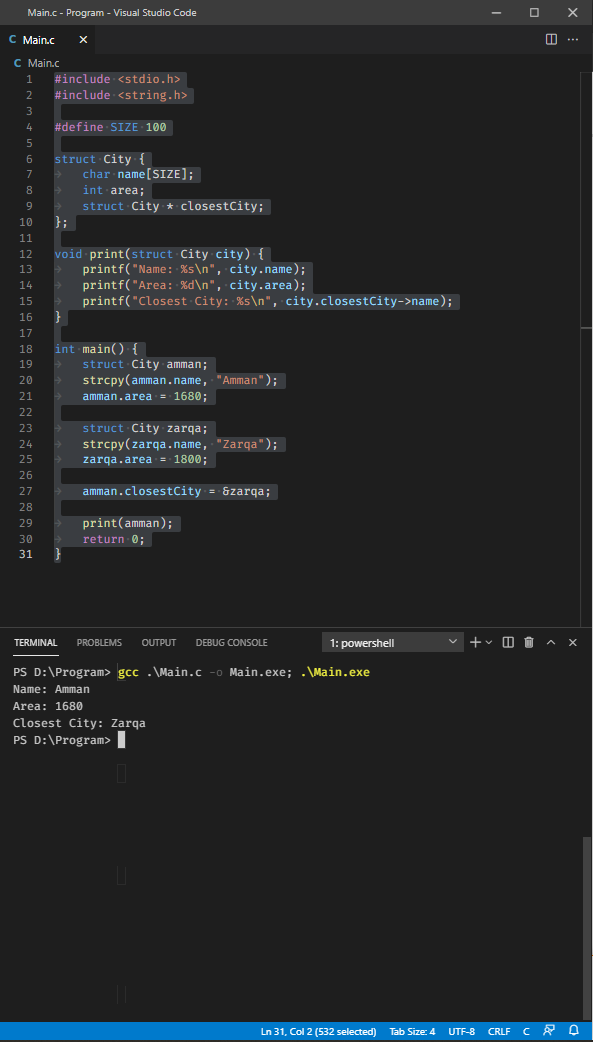 Main.c - Program - Visual Studio Code
C Main.c
C Main.c
1 #include <stdio.h>
2 #include <string.h>
3
4 #define SIZE 100
5
6 struct City {
7 char name[SIZE];
8 int area;
9 struct City * closestCity;
10 };
11
12 void print(struct City city) {
13 printf("Name: %s\n", city.name);
14 printf("Area: %d\n", city.area);
15 printf("Closest City: %s\n", city.closestCity->name);
16 }
17
18 int main() {
19 struct City amman;
20 strcpy(amman.name, "Amman");
21 amman.area = 1680;
22
23 struct City zarqa;
24 strcpy(zarqa.name, "Zarqa");
25 zarqa.area = 1800;
26
27 amman.closestCity = &zarqa;
28
29 print(amman);
30 return 0;
31 }
TERMINAL PROBLEMS OUTPUT DEBUG CONSOLE 1: powershell
PS D:\Program> gcc .\Main.c -o Main.exe; .\Main.exe
Name: Amman
Area: 1680
Closest City: Zarqa
PS D:\Program>
Ln 31, Col 2 (532 selected) Tab Size: 4 UTF-8 CRLF C